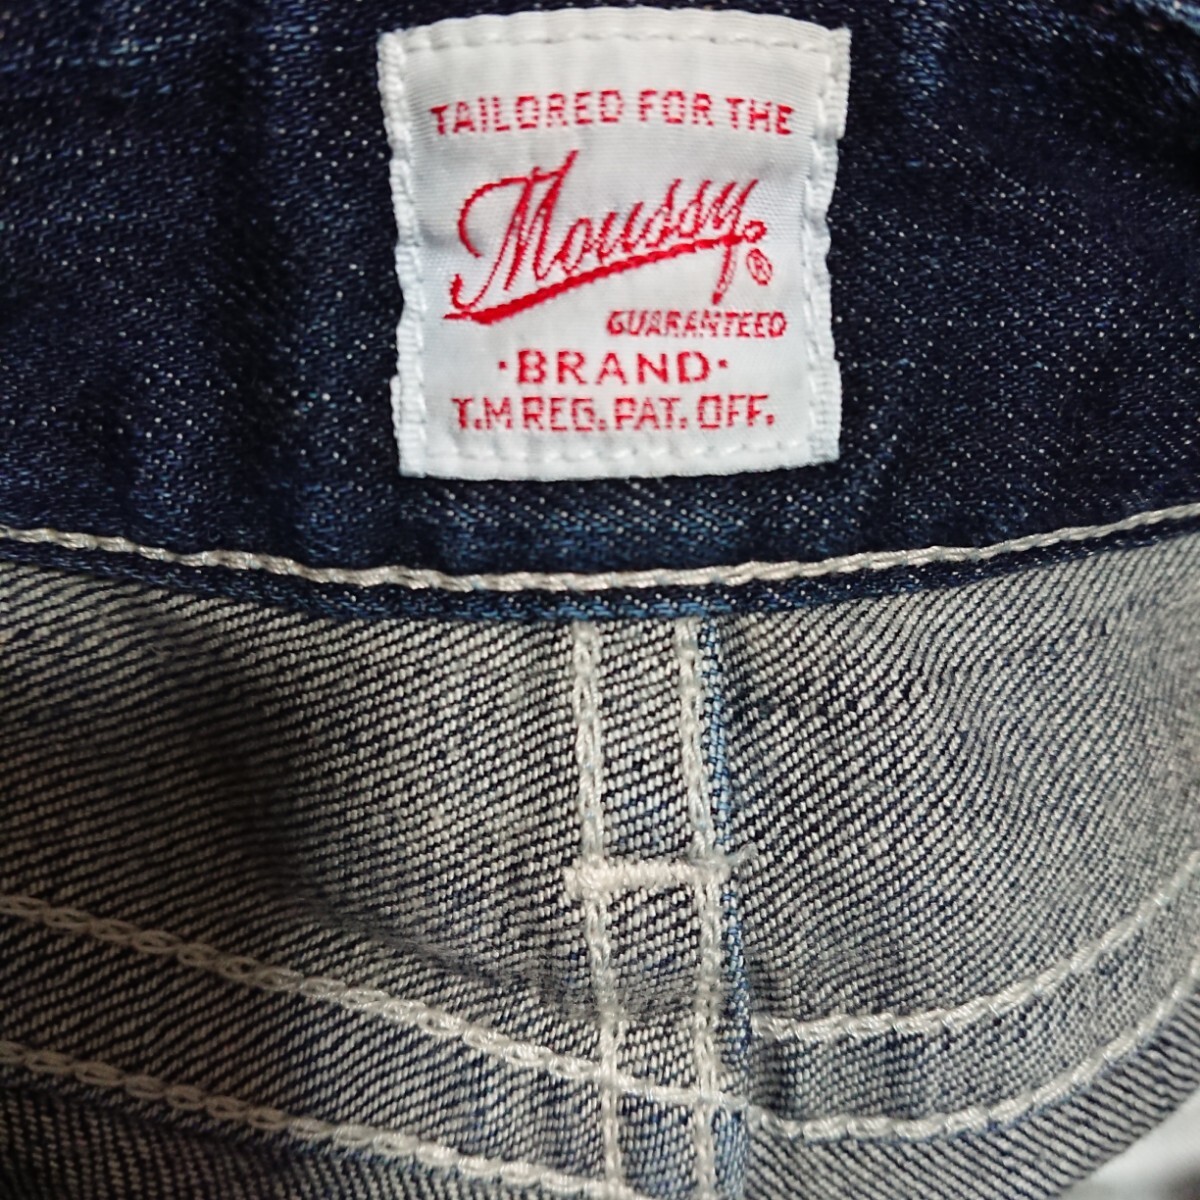 TAILORED FOR THE
Moussy®
GUARANTEED
·BRAND·
T.M REG. PAT. OFF.